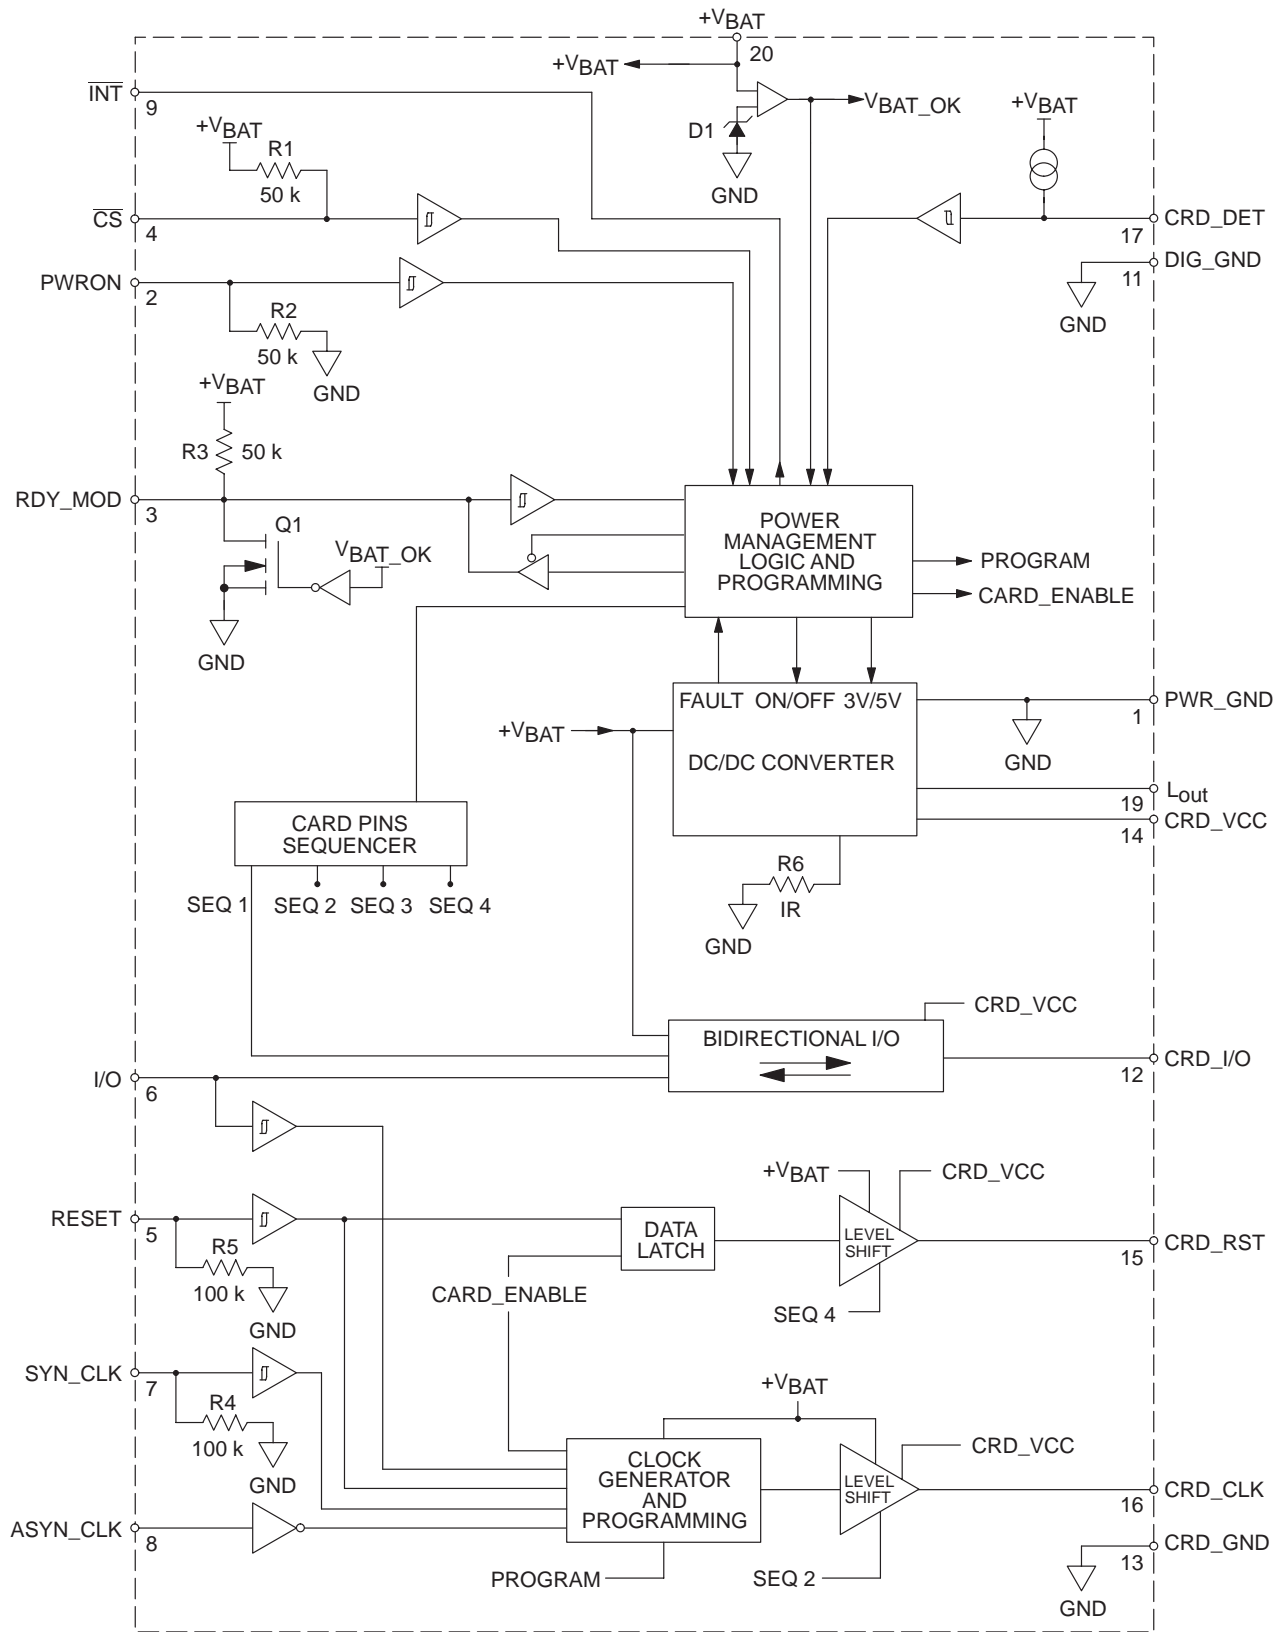 +VBAT
20
+VBAT
INT
9
VBAT_OK
+VBAT
D1
+VBAT
R1
50 k
GND
CS
4
CRD_DET
17
DIG_GND
11
PWRON
2
R2
50 k
GND
GND
+VBAT
R3
50 k
RDY_MOD
3
Q1
VBAT_OK
GND
POWER
MANAGEMENT
LOGIC AND
PROGRAMMING
PROGRAM
CARD_ENABLE
FAULT ON/OFF 3V/5V
PWR_GND
1
+VBAT
GND
DC/DC CONVERTER
Lout
19
CRD_VCC
14
CARD PINS
SEQUENCER
R6
IR
GND
SEQ 1
SEQ 2
SEQ 3
SEQ 4
CRD_VCC
BIDIRECTIONAL I/O
CRD_I/O
12
I/O
6
+VBAT
CRD_VCC
RESET
5
R5
100 k
GND
DATA
LATCH
LEVEL
SHIFT
CRD_RST
15
CARD_ENABLE
SEQ 4
SYN_CLK
7
R4
100 k
GND
+VBAT
CRD_VCC
CLOCK
GENERATOR
AND
PROGRAMMING
LEVEL
SHIFT
CRD_CLK
16
ASYN_CLK
8
CRD_GND
13
PROGRAM
SEQ 2
GND